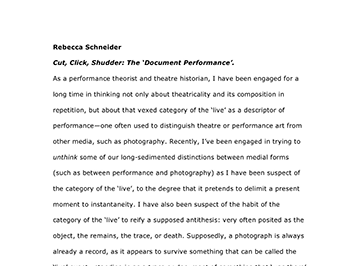 Rebecca Schneider
Cut, Click, Shudder: The ‘Document Performance’.
As a performance theorist and theatre historian, I have been engaged for a
long time in thinking not only about theatricality and its composition in
repetition, but about that vexed category of the ‘live’ as a descriptor of
performance—one often used to distinguish theatre or performance art from
other media, such as photography. Recently, I’ve been engaged in trying to
unthink some of our long-sedimented distinctions between medial forms
(such as between performance and photography) as I have been suspect of
the category of the ‘live’, to the degree that it pretends to delimit a present
moment to instantaneity. I have also been suspect of the habit of the
category of the ‘live’ to reify a supposed antithesis: very often posited as the
object, the remains, the trace, or death. Supposedly, a photograph is always
already a record, as it appears to survive something that can be called the